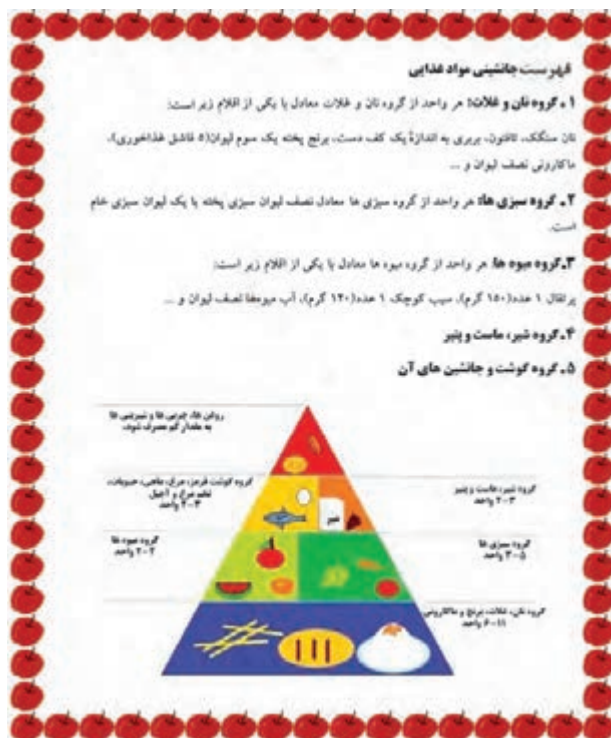 فهرست جانشینی مواد غذایی
۱ـ گروه نان و غلات: هر واحد از گروه نان و غلات معادل با یکی از اقلام زیر است:
نان سنگک، تافتون، بربری به اندازهٔ یک کف دست، برنج پخته یک سوم لیوان(۵ قاشق غذاخوری)،
ماکارونی نصف لیوان و ...
۲ـ گروه سبزی ها: هر واحد از گروه سبزی ها معادل نصف لیوان سبزی پخته یا یک لیوان سبزی خام
است.
۳ـ گروه میوه ها: هر واحد از گروه میوه ها معادل با یکی از اقلام زیر است:
پرتقال ۱ عدد(۱۵۰ گرم)، سیب کوچک ۱ عدد(۱۲۰ گرم)، آب میوه‌ها نصف لیوان و ...
۴ـ گروه شیر، ماست و پنیر
۵ـ گروه گوشت و جانشین های آن
روغن ها، چربی ها و شیرینی ها
به مقدار کم مصرف شود.
گروه شیر، ماست و پنیر
۲-۳ واحد
گروه گوشت قرمز، مرغ، ماهی، حبوبات،
تخم مرغ و آجیل
۲-۳ واحد
شیر
گروه سبزی ها
۳-۵ واحد
گروه میوه ها
واحد
گروه نان، غلات، برنج و ماکارونی
۶-۱۱ واحد